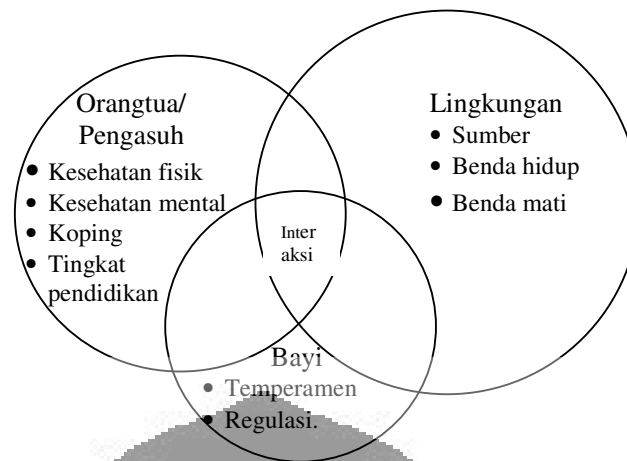 Orangtua/
Pengasuh
• Kesehatan fisik
• Kesehatan mental
• Koping
• Tingkat
pendidikan
Lingkungan
• Sumber
• Benda hidup
• Benda mati
Inter
aksi
Bayi
• Temperamen
• Regulasi.